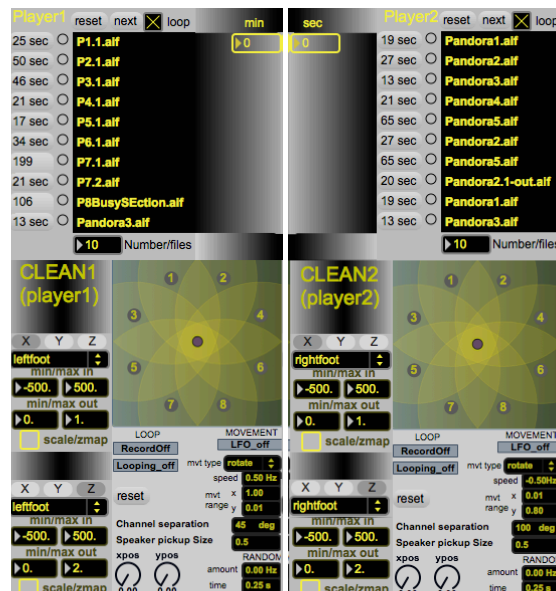 Player1 reset next loop min
25 sec P1.1.aif 0
50 sec P2.1.aif
46 sec P3.1.aif
21 sec P4.1.aif
17 sec P5.1.aif
34 sec P6.1.aif
199 P7.1.aif
21 sec P7.2.aif
106 P8BusySEction.aif
13 sec Pandora3.aif
10 Number/files
CLEAN1
(player1)
1 2
3 4
5 6
7 8
X Y Z
leftfoot
min/max in
-500. 500.
min/max out
0. 1.
scale/zmap
LOOP MOVEMENT
RecordOff LFO_off
Looping_off mvt type rotate
speed 0.50 Hz
X Y Z
leftfoot
reset mvt range x 1.00
y 0.01
min/max in
-500. 500.
min/max out
0. 2.
scale/zmap
Channel separation 45 deg
Speaker pickup Size 0.5
xpos ypos RANDO
amount 0.00 Hz
time 0.25 s
0.00 0.00
sec Player2 reset next loop
0 19 sec Pandora1.aif
27 sec Pandora2.aif
13 sec Pandora3.aif
21 sec Pandora4.aif
65 sec Pandora5.aif
27 sec Pandora2.aif
65 sec Pandora5.aif
20 sec Pandora2.1-out.aif
19 sec Pandora1.aif
13 sec Pandora3.aif
10 Number/files
CLEAN2
(player2)
1 2
3 4
5 6
7 8
X Y Z
rightfoot
min/max in
-500. 500.
min/max out
0. 1.
scale/zmap
LOOP MOVEMENT
RecordOff LFO_off
Looping_off mvt type rotate
speed -0.50Hz
X Y Z
rightfoot
reset mvt range x 0.01
y 0.80
min/max in
-500. 500.
min/max out
0. 2.
scale/zmap
Channel separation 100 deg
Speaker pickup Size 0.5
xpos ypos RANDO
amount 0.00 Hz
time 0.25 s
0.00 0.00